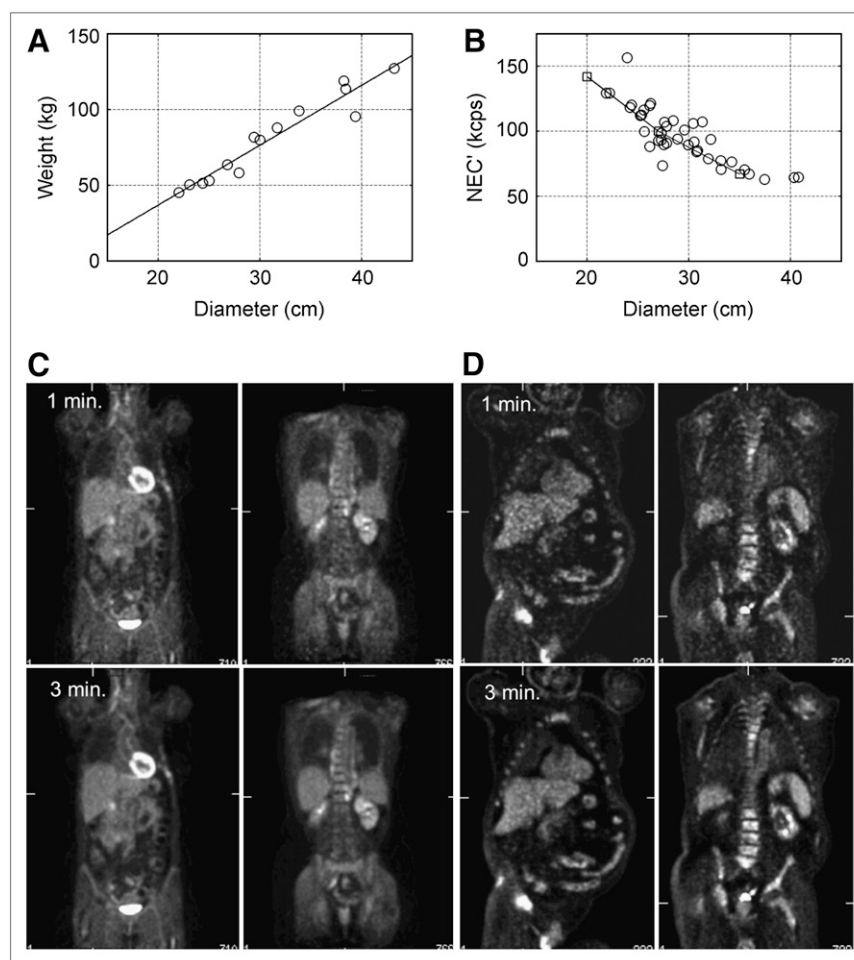 A
Weight (kg)
150
100
50
0
20
30
40
Diameter (cm)
B
NEC' (kcps)
150
100
50
0
20
30
40
Diameter (cm)
C
1 min.
3 min.
D
1 min.
3 min.